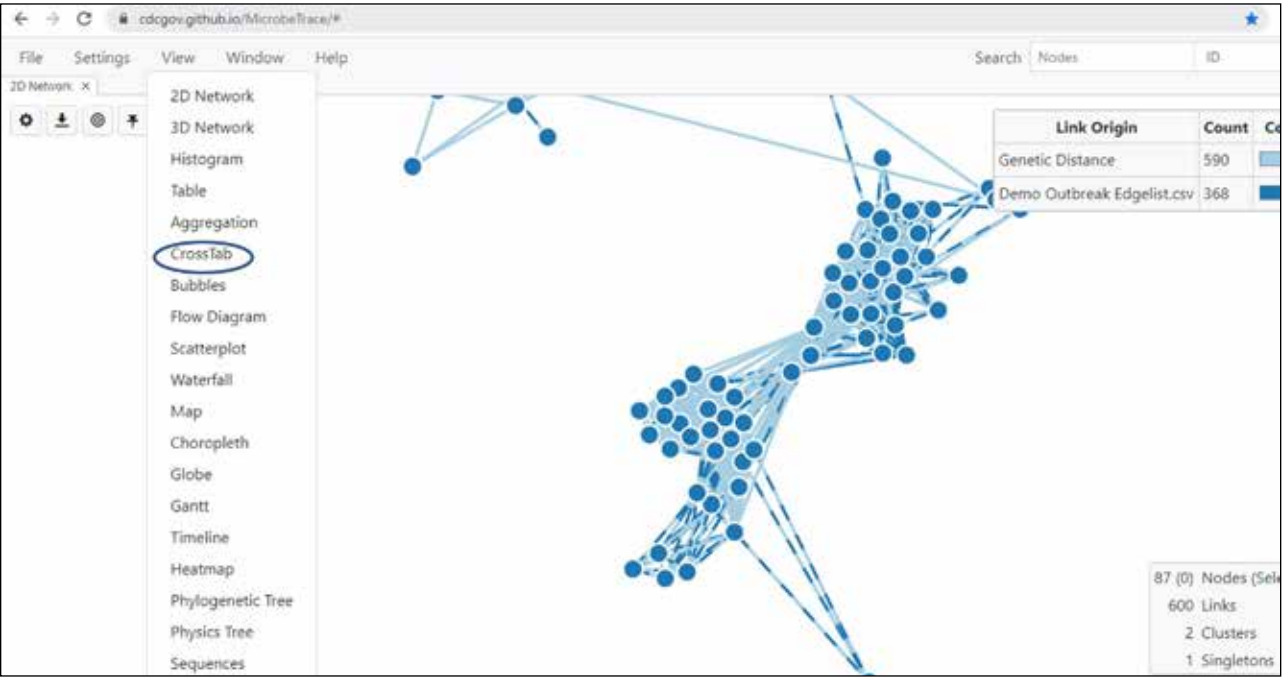 cdcgov.github.io/MicrobeTrace/#
File Settings View Window Help Search Nodes ID
2D Network ×
2D Network
3D Network
Histogram
Table
Aggregation
CrossTab
Bubbles
Flow Diagram
Scatterplot
Waterfall
Map
Choropleth
Globe
Gantt
Timeline
Heatmap
Phylogenetic Tree
Physics Tree
Sequences
Link Origin Count Co
Genetic Distance 590
Demo Outbreak Edgelist.csv 368
87 (0) Nodes (Sele
600 Links
2 Clusters
1 Singletons